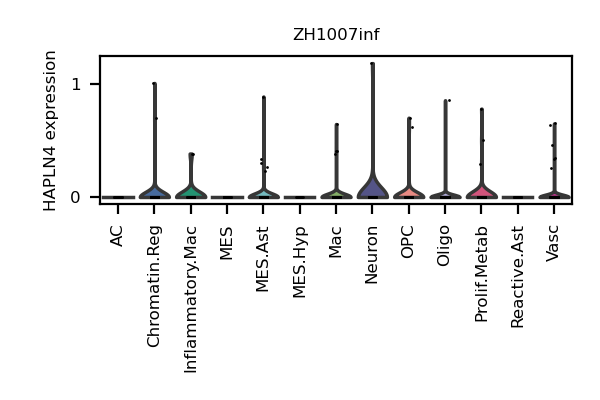 ZH1007inf
HAPLN4 expression
1
0
AC
Chromatin.Reg
Inflammatory.Mac
MES
MES.Ast
MES.Hyp
Mac
Neuron
OPC
Oligo
Prolif.Metab
Reactive.Ast
Vasc